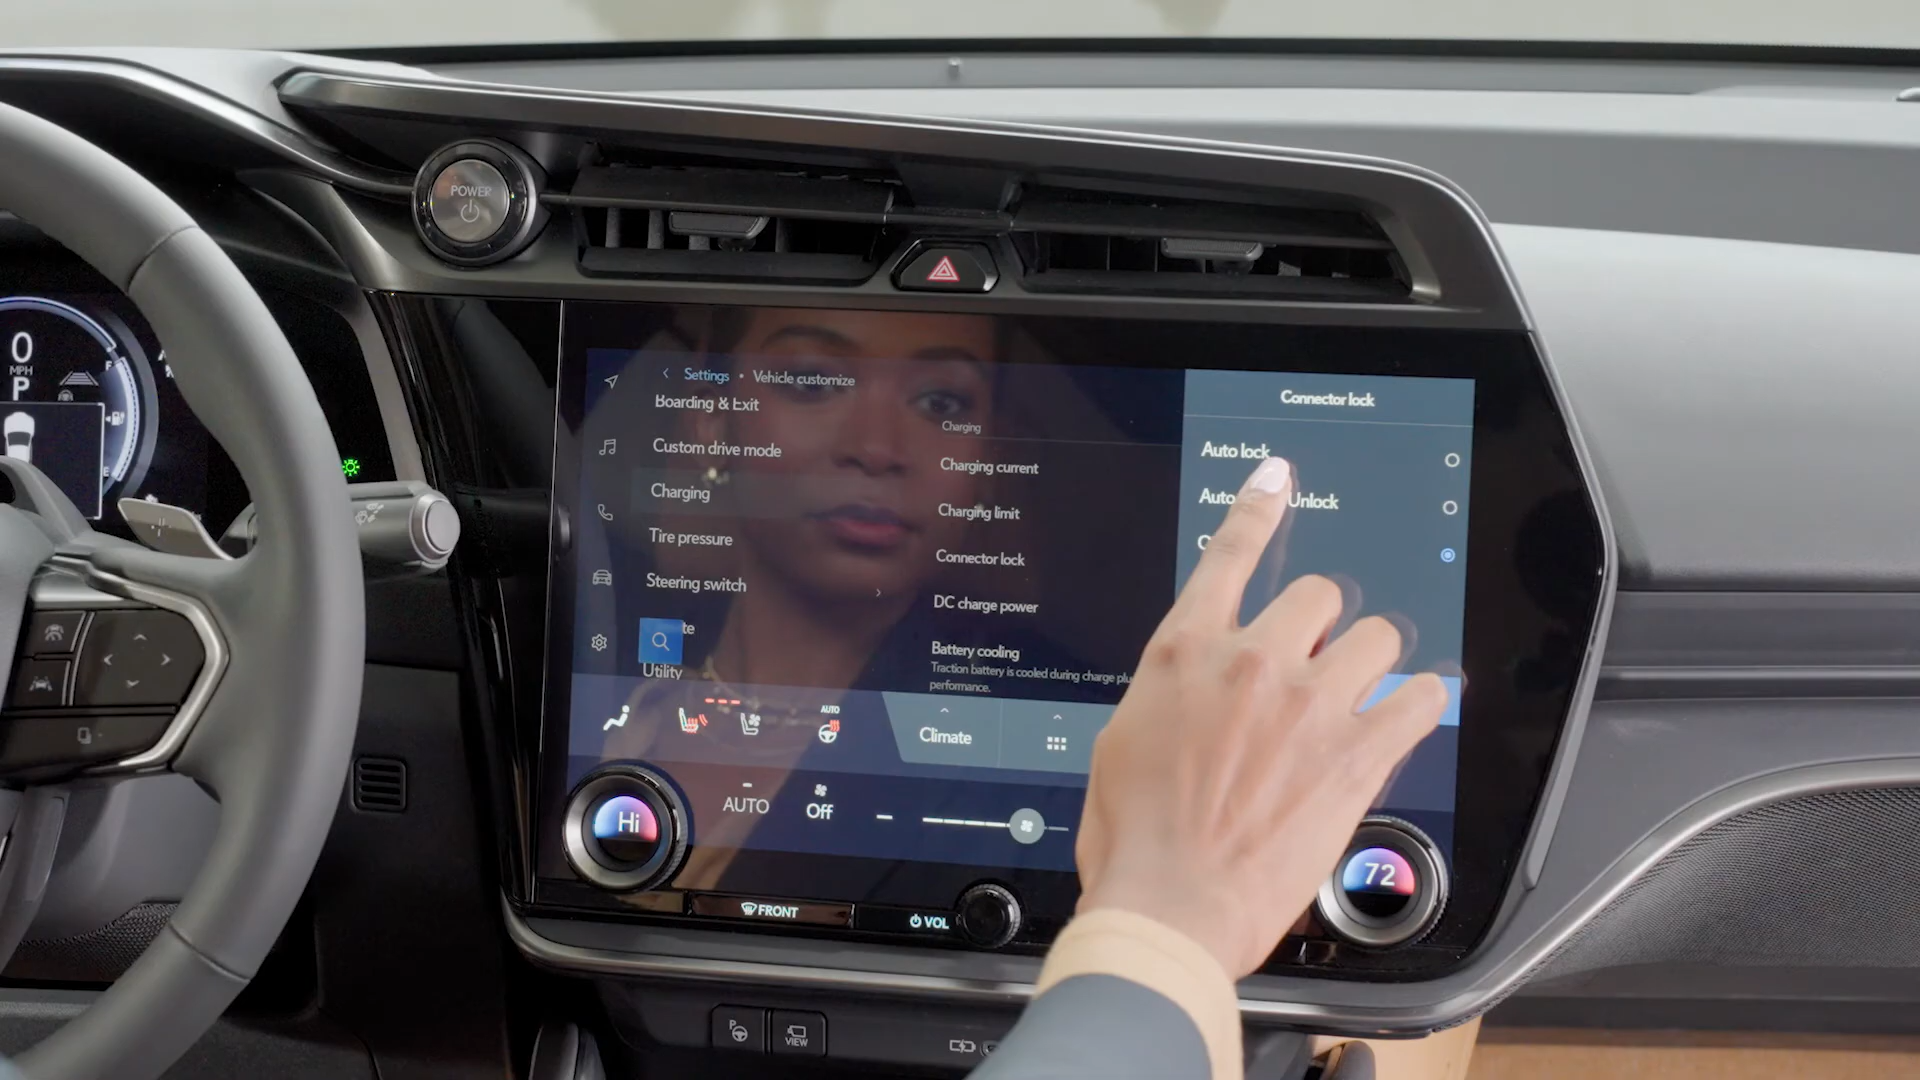 POWER
0
MPH
P
E
Settings • Vehicle customize
Boarding & Exit
Custom drive mode
Charging
Tire pressure
Steering switch
Utility
Charging
Charging current
Charging limit
Connector lock
DC charge power
Battery cooling
Traction battery is cooled during charge
performance.
Connector lock
Auto lock
Unlock
AUTO
Climate
Hi
AUTO
Off
72
FRONT
VOL
P
VIEW